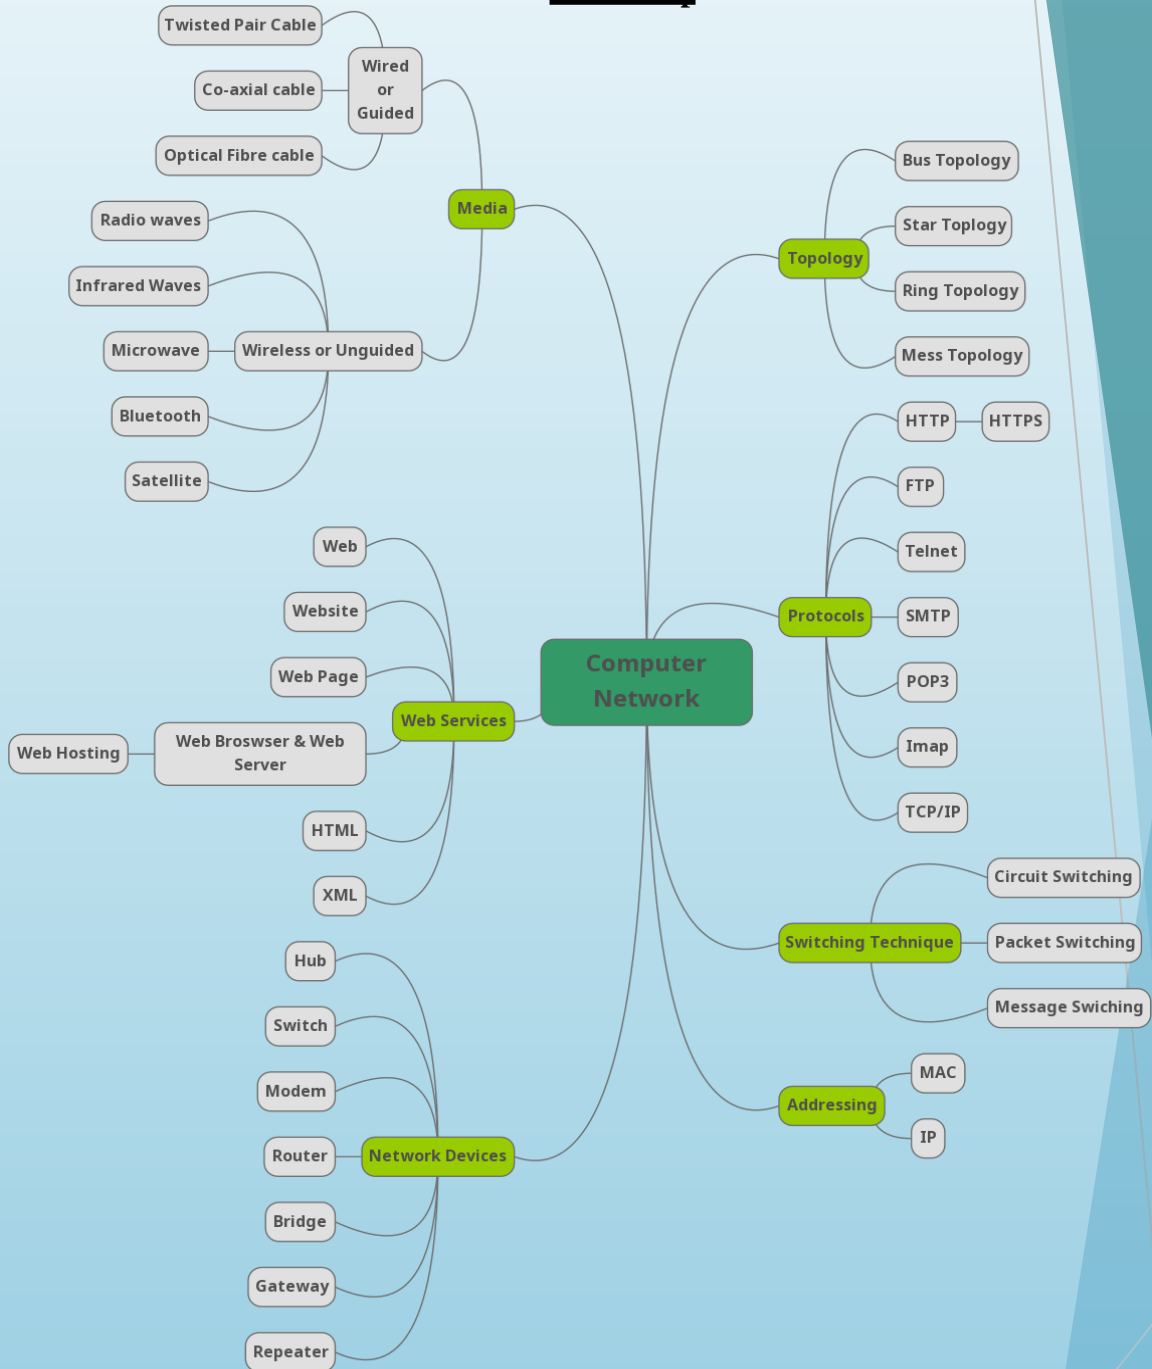 Twisted Pair Cable
Wired
or
Guided
Co-axial cable
Optical Fibre cable
Media
Radio waves
Infrared Waves
Microwave
Wireless or Unguided
Bluetooth
Satellite
Web
Website
Web Page
Web Services
Web Broswser & Web
Server
Web Hosting
HTML
XML
Hub
Switch
Modem
Router
Network Devices
Bridge
Gateway
Repeater
Computer
Network
Topology
Bus Topology
Star Toplogy
Ring Topology
Mess Topology
Protocols
HTTP
HTTPS
FTP
Telnet
SMTP
POP3
Imap
TCP/IP
Switching Technique
Circuit Switching
Packet Switching
Message Swiching
Addressing
MAC
IP